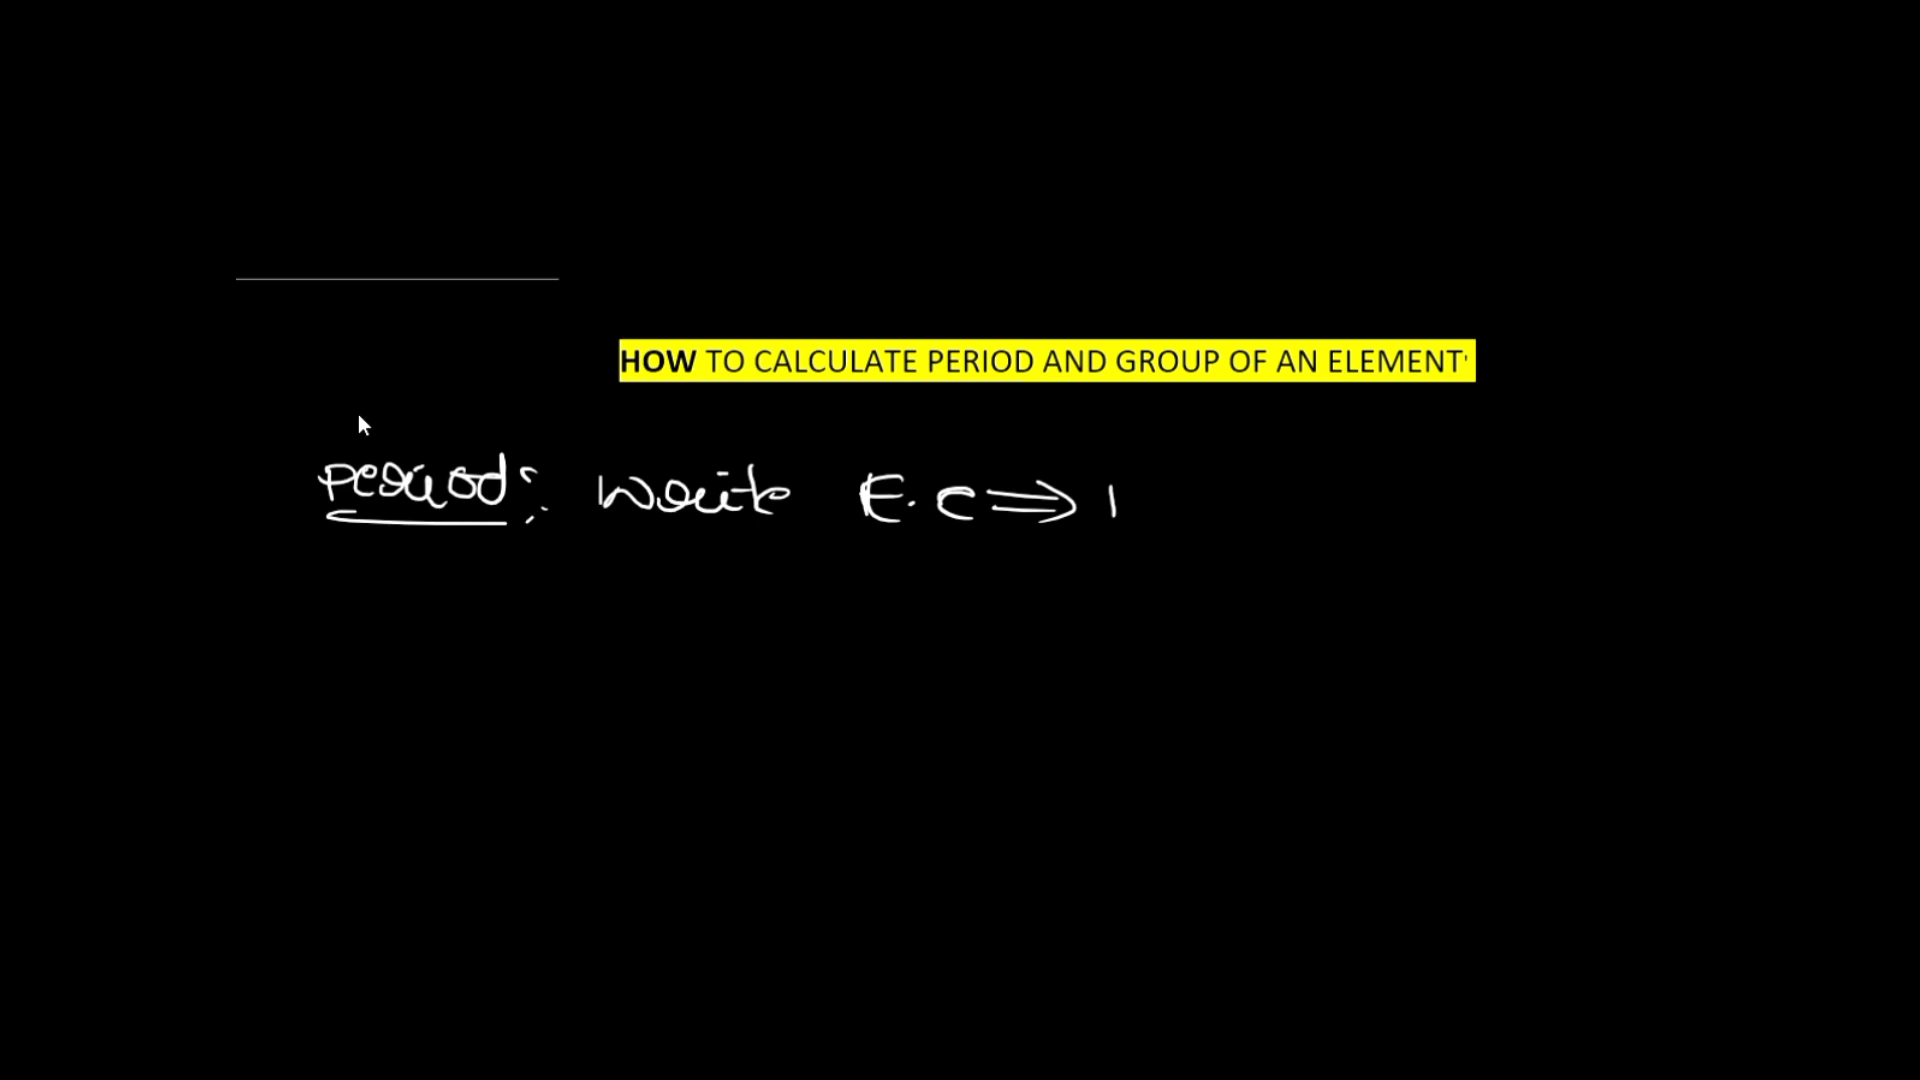 HOW TO CALCULATE PERIOD AND GROUP OF AN ELEMENT
Period: Write E.C ⇒ 1